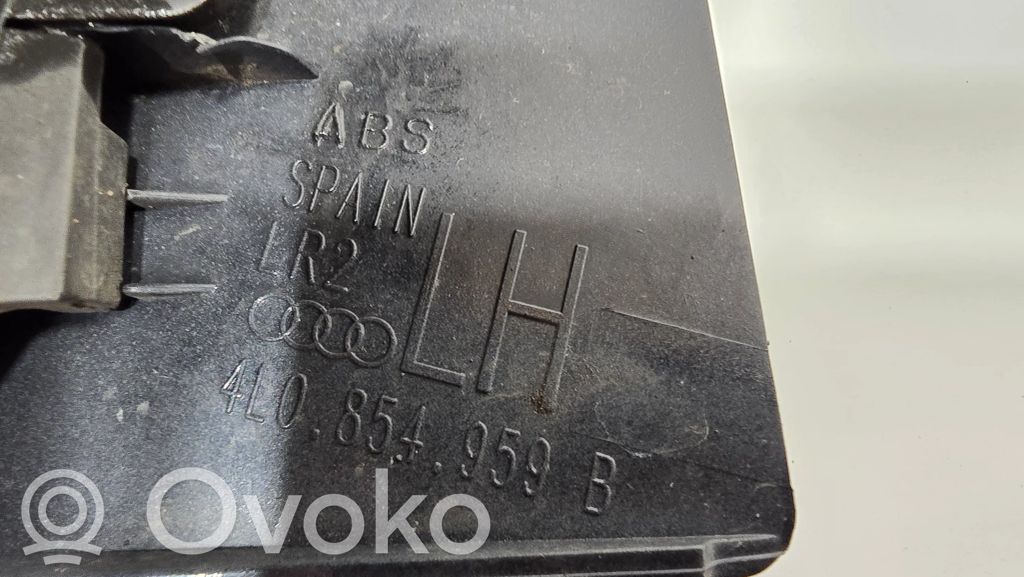 ABS
SPAIN
LR2
LH
4L0.854.959 B
Ovoko